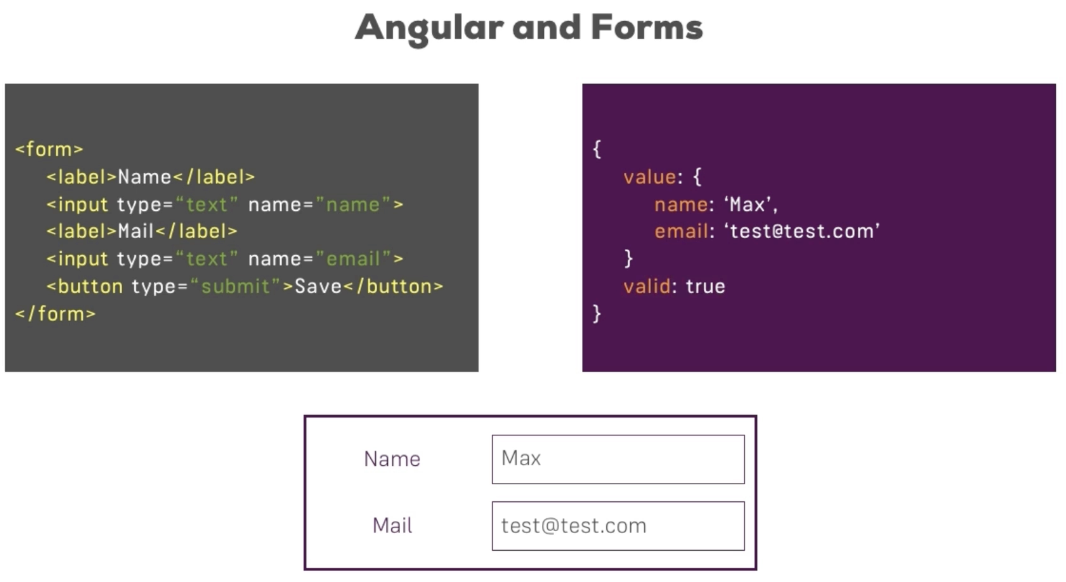 Angular and Forms
<form>
<label>Name</label>
<input type=“text” name=”name”>
<label>Mail</label>
<input type=“text” name=”email”>
<button type=“submit”>Save</button>
</form>
{
value: {
name: ‘Max’,
email: ‘test@test.com’
}
valid: true
}
Name Max
Mail test@test.com